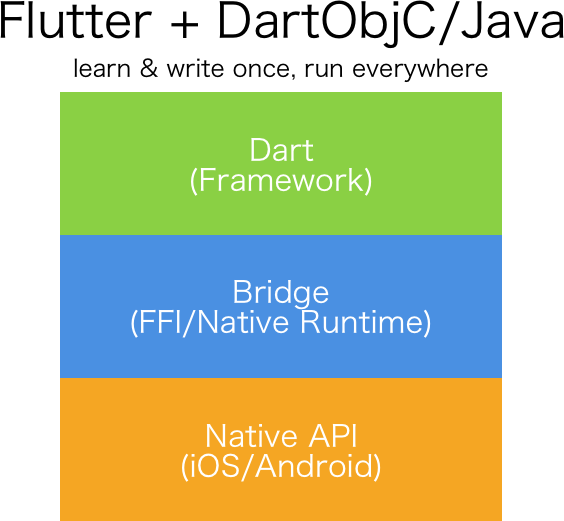 Flutter + DartObjC/Java
learn & write once, run everywhere
Dart
(Framework)
Bridge
(FFI/Native Runtime)
Native API
(iOS/Android)